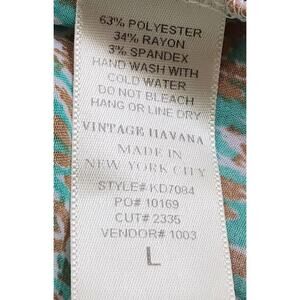 63% POLYESTER
34% RAYON
3% SPANDEX
HAND WASH WITH
COLD WATER
DO NOT BLEACH
HANG OR LINE DRY
VINTAGE HAVANA
MADE IN
NEW YORK CITY
STYLE# KD7084
PO# 10169
CUT# 2335
VENDOR# 1003
L